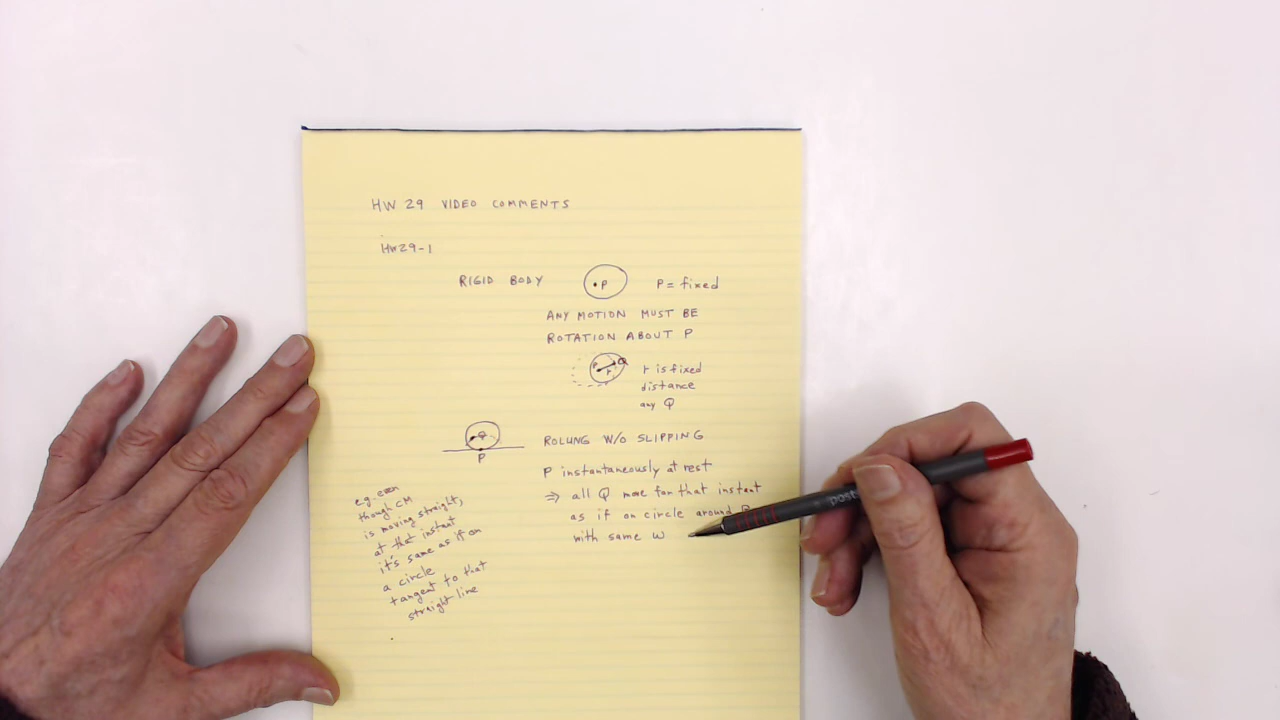 HW 29 VIDEO COMMENTS
HW29-1
RIGID BODY
P
P = fixed
ANY MOTION MUST BE
ROTATION ABOUT P
P r Q
r is fixed
distance
any Q
Q
P
ROLLING W/O SLIPPING
P instantaneously at rest
⇒ all Q move for that instant
as if on circle around P
with same ω
e.g. even
though CM
is moving straight,
at that instant
it's same as if on
a circle
tangent to that
straight line
post